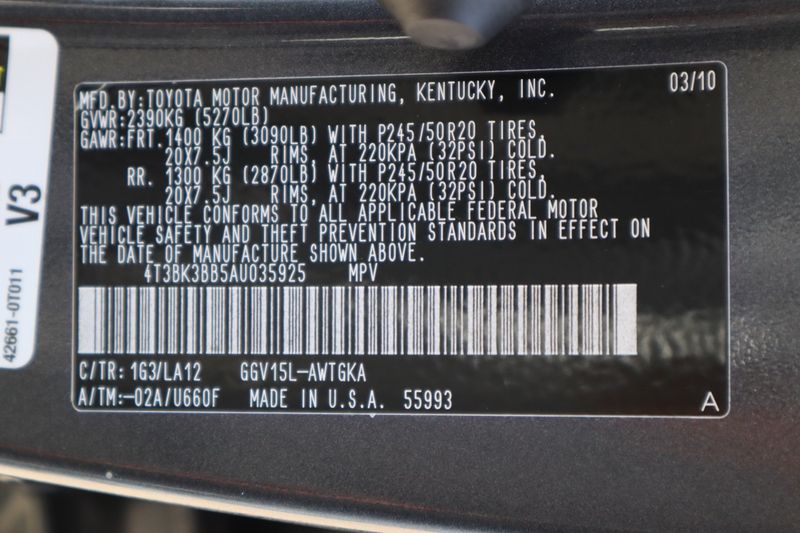 03/10
MFD.BY:TOYOTA MOTOR MANUFACTURING, KENTUCKY, INC.
GVWR:2390KG (5270LB)
GAWR:FRT. 1400 KG (3090LB) WITH P245/50R20 TIRES,
20X7.5J RIMS, AT 220KPA (32PSI) COLD.
RR. 1300 KG (2870LB) WITH P245/50R20 TIRES,
20X7.5J RIMS, AT 220KPA (32PSI) COLD.
THIS VEHICLE CONFORMS TO ALL APPLICABLE FEDERAL MOTOR
VEHICLE SAFETY AND THEFT PREVENTION STANDARDS IN EFFECT ON
THE DATE OF MANUFACTURE SHOWN ABOVE.
4T3BK3BB5AU035925 MPV
C/TR: 1G3/LA12 GGV15L-AWTGKA
A/TM:-02A/U660F MADE IN U.S.A. 55993
A
V3
42661-0T011